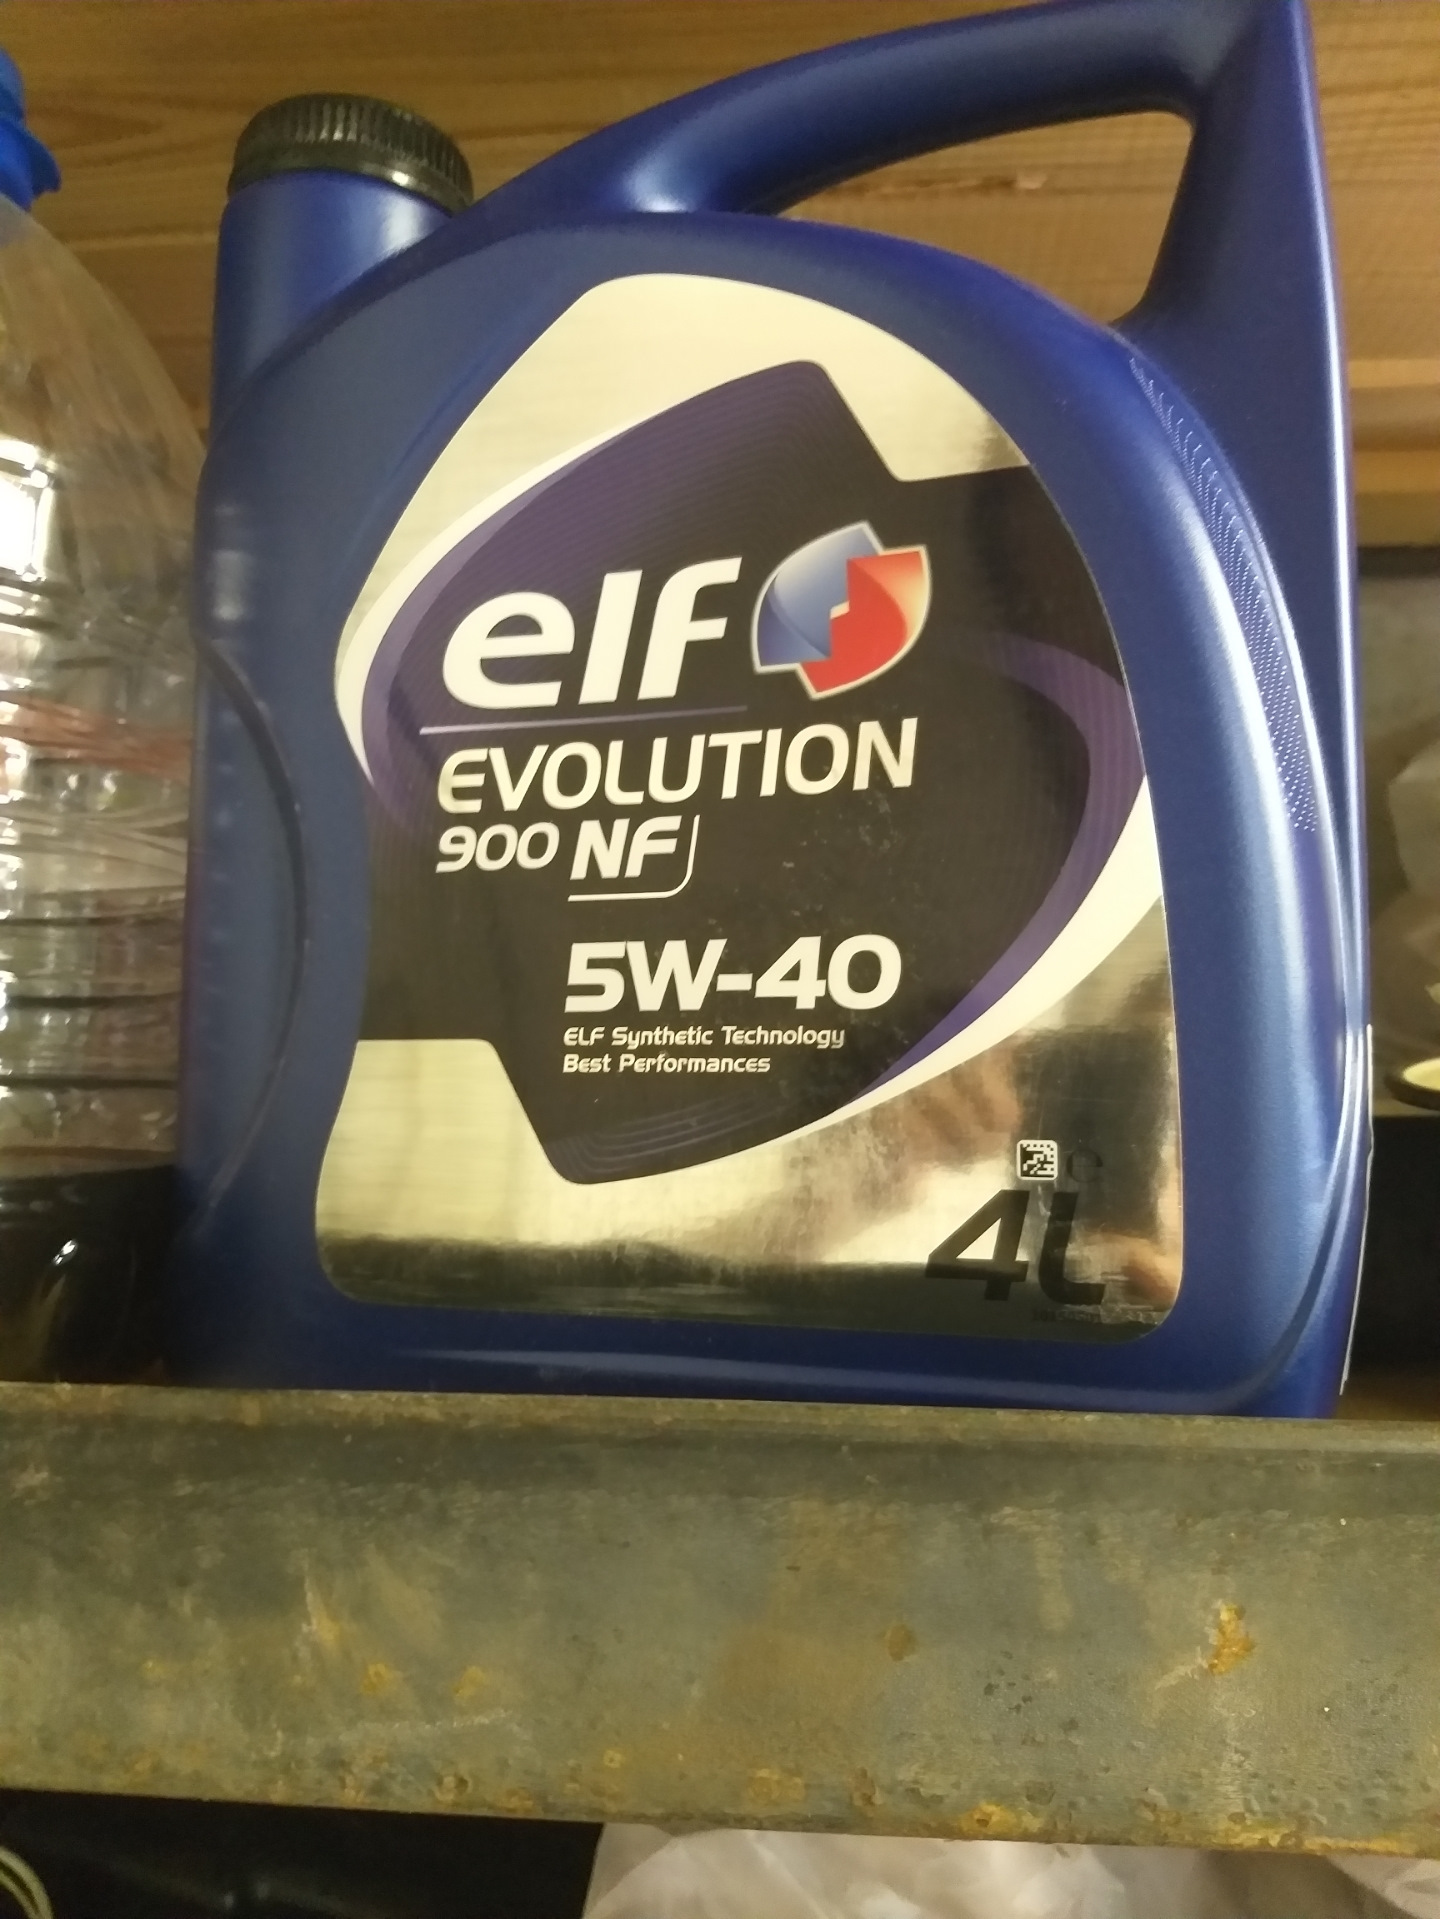 elf
EVOLUTION
900 NF
5W-40
ELF Synthetic Technology
Best Performances
e
4L